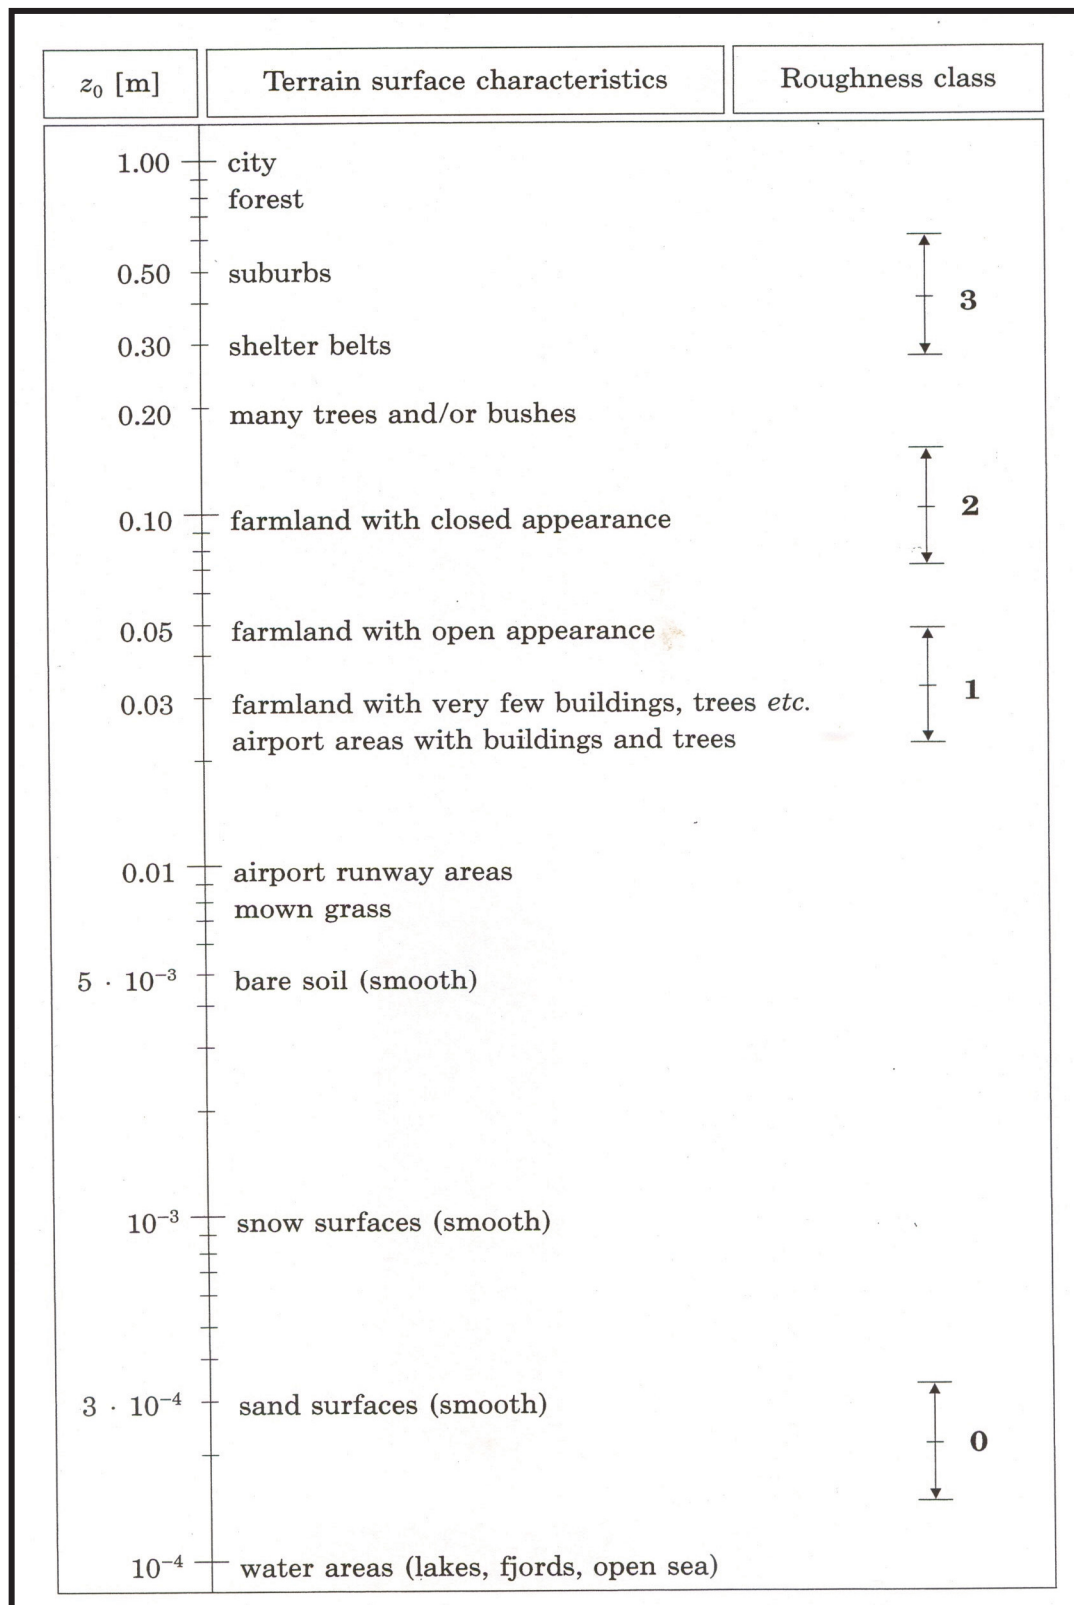 z₀ [m] Terrain surface characteristics Roughness class
1.00 city
forest
0.50 suburbs
3
0.30 shelter belts
0.20 many trees and/or bushes
2
0.10 farmland with closed appearance
0.05 farmland with open appearance
1
0.03 farmland with very few buildings, trees etc.
airport areas with buildings and trees
0.01 airport runway areas
mown grass
5 · 10⁻³ bare soil (smooth)
10⁻³ snow surfaces (smooth)
3 · 10⁻⁴ sand surfaces (smooth)
0
10⁻⁴ water areas (lakes, fjords, open sea)